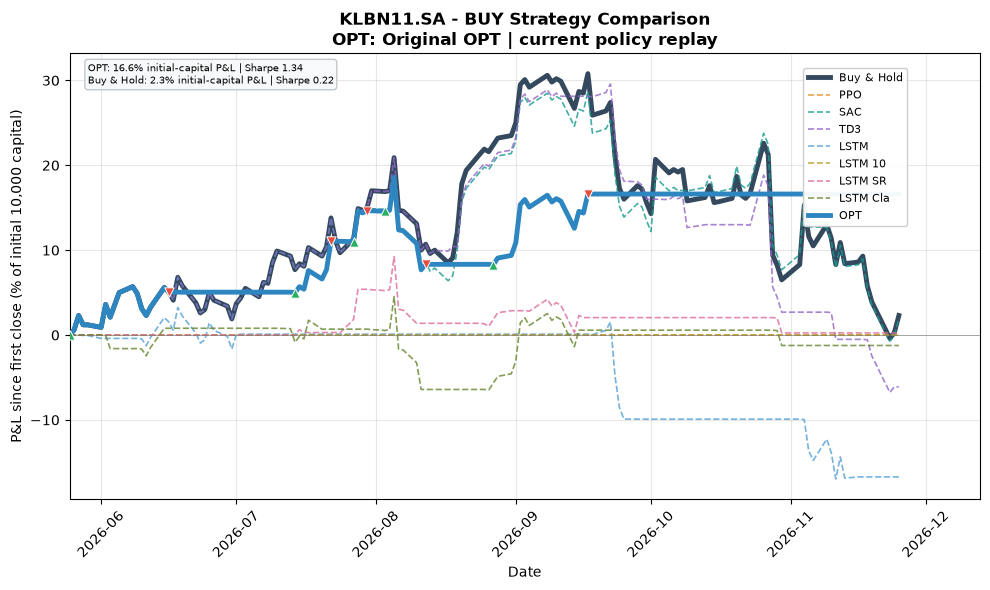 KLBN11.SA - BUY Strategy Comparison
OPT: Original OPT | current policy replay
OPT: 16.6% initial-capital P&L | Sharpe 1.34
Buy & Hold: 2.3% initial-capital P&L | Sharpe 0.22
Buy & Hold
PPO
SAC
TD3
LSTM
LSTM 10
LSTM SR
LSTM Cla
OPT
P&L since first close (% of initial 10,000 capital)
30
20
10
0
−10
2026-06
2026-07
2026-08
2026-09
2026-10
2026-11
2026-12
Date